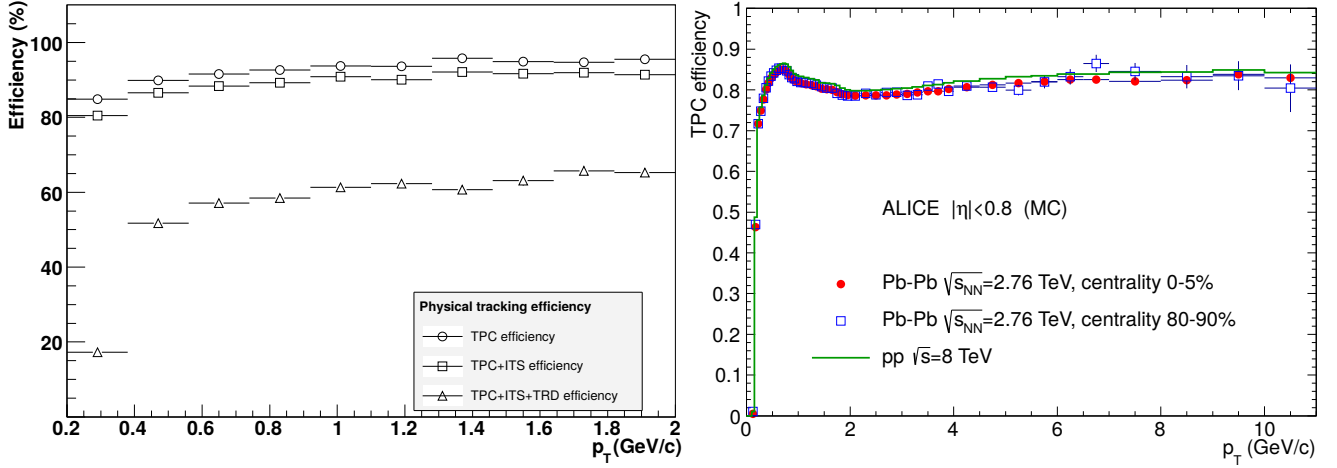 Efficiency (%)
100
80
60
40
20
0.2 0.4 0.6 0.8 1 1.2 1.4 1.6 1.8 2
p_T (GeV/c)
Physical tracking efficiency
TPC efficiency
TPC+ITS efficiency
TPC+ITS+TRD efficiency
TPC efficiency
1
0.9
0.8
0.7
0.6
0.5
0.4
0.3
0.2
0.1
0
0 2 4 6 8 10
p_T (GeV/c)
ALICE |η|<0.8 (MC)
Pb-Pb √s_NN=2.76 TeV, centrality 0-5%
Pb-Pb √s_NN=2.76 TeV, centrality 80-90%
pp √s=8 TeV